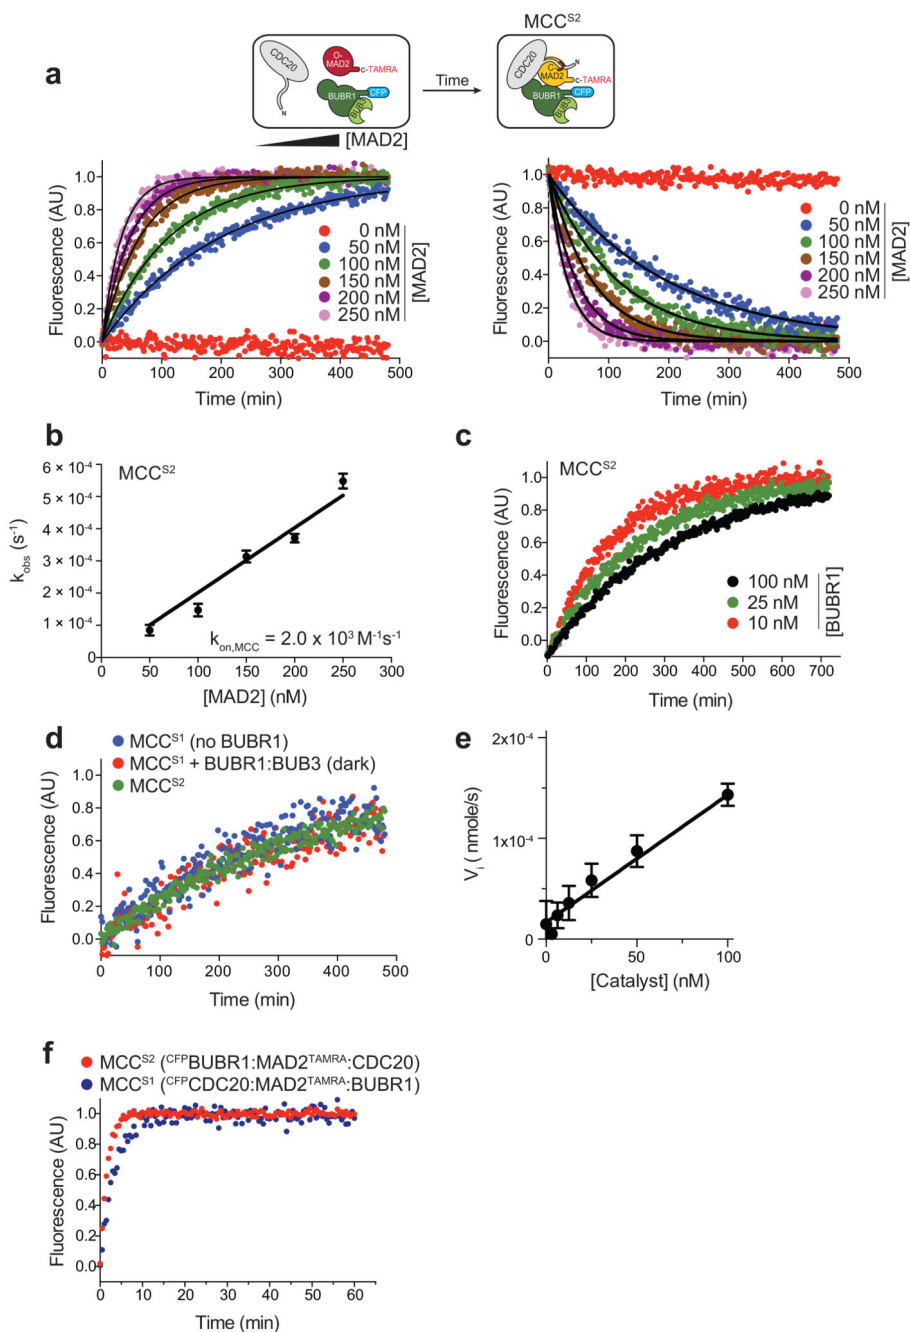 MCC^S2
a
CDC20
N
O-MAD2
c-TAMRA
BUBR1
CFP
BUB3
Time
CDC20
C-MAD2
N
c-TAMRA
BUBR1
CFP
[MAD2]
Fluorescence (AU)
1.0
0.8
0.6
0.4
0.2
0.0
0 nM
50 nM
100 nM
150 nM
200 nM
250 nM
[MAD2]
0 100 200 300 400 500
Time (min)
Fluorescence (AU)
1.0
0.8
0.6
0.4
0.2
0.0
0 nM
50 nM
100 nM
150 nM
200 nM
250 nM
[MAD2]
0 100 200 300 400 500
Time (min)
b
MCC^S2
k_obs (s⁻¹)
6 × 10⁻⁴
5 × 10⁻⁴
4 × 10⁻⁴
3 × 10⁻⁴
2 × 10⁻⁴
1 × 10⁻⁴
0
k_on,MCC = 2.0 x 10³ M⁻¹s⁻¹
0 50 100 150 200 250 300
[MAD2] (nM)
c
MCC^S2
Fluorescence (AU)
1.0
0.8
0.6
0.4
0.2
0.0
100 nM
25 nM
10 nM
[BUBR1]
0 100 200 300 400 500 600 700
Time (min)
d
MCC^S1 (no BUBR1)
MCC^S1 + BUBR1:BUB3 (dark)
MCC^S2
Fluorescence (AU)
1.0
0.8
0.6
0.4
0.2
0.0
0 100 200 300 400 500
Time (min)
e
V_i ( nmole/s)
2x10⁻⁴
1x10⁻⁴
0
0 50 100
[Catalyst] (nM)
f
MCC^S2 (^CFPBUBR1:MAD2^TAMRA:CDC20)
MCC^S1 (^CFPCDC20:MAD2^TAMRA:BUBR1)
Fluorescence (AU)
1.0
0.8
0.6
0.4
0.2
0.0
0 10 20 30 40 50 60
Time (min)